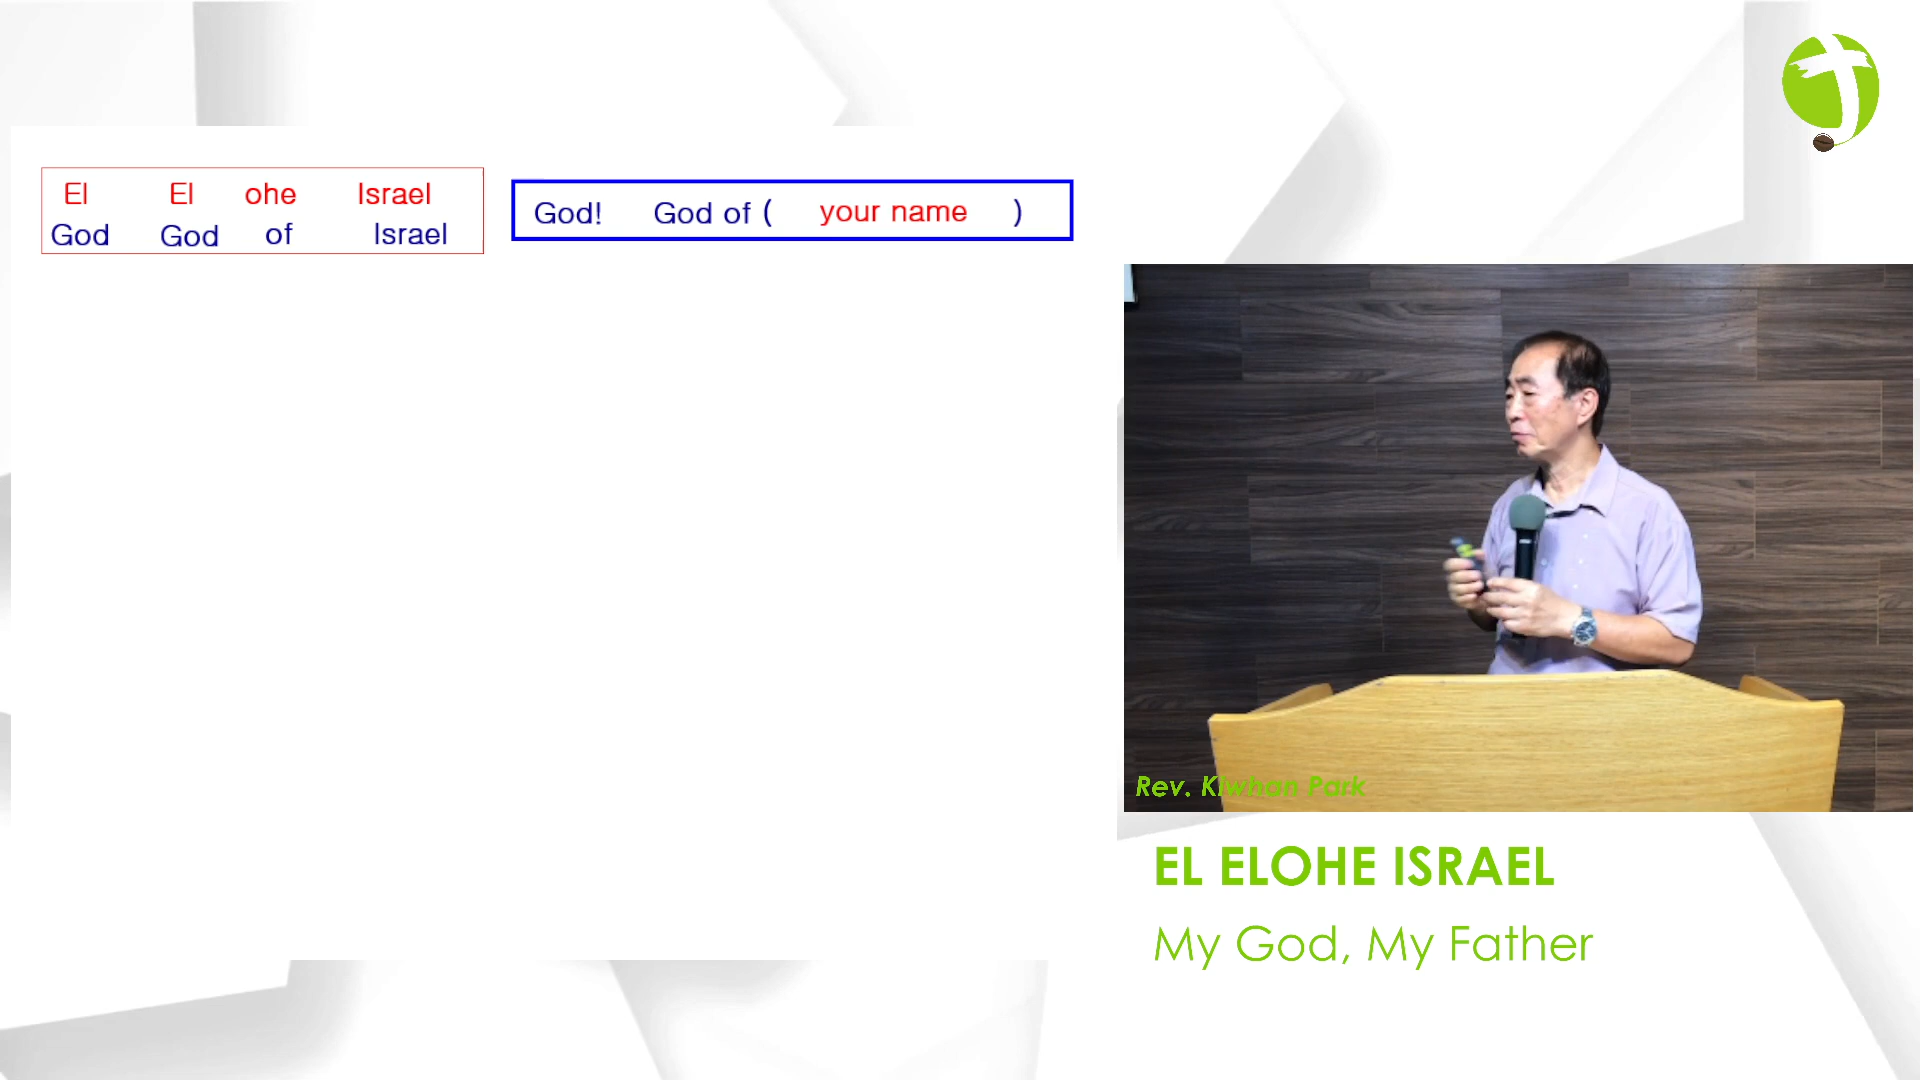 El El ohe Israel
God God of Israel
God! God of ( your name )
Rev. Kiwhan Park
EL ELOHE ISRAEL
My God, My Father